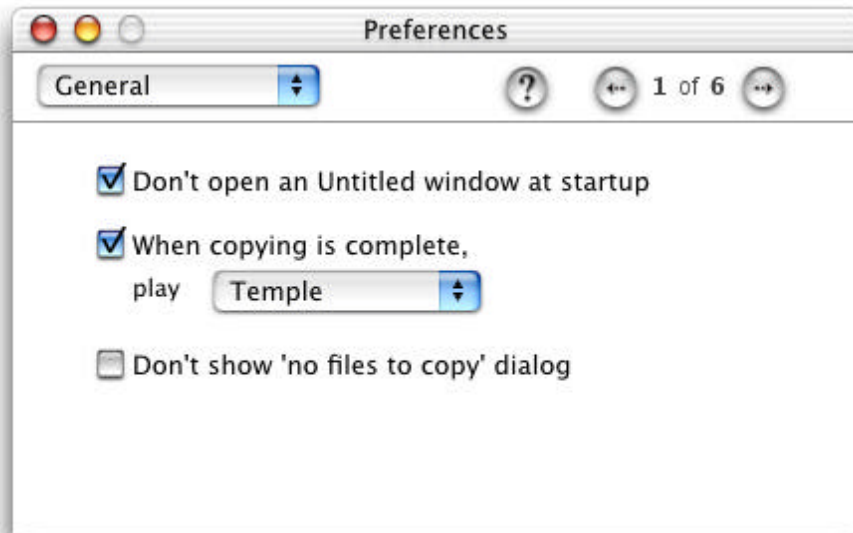 Preferences
General ? 1 of 6
Don't open an Untitled window at startup
When copying is complete,
play Temple
Don't show 'no files to copy' dialog